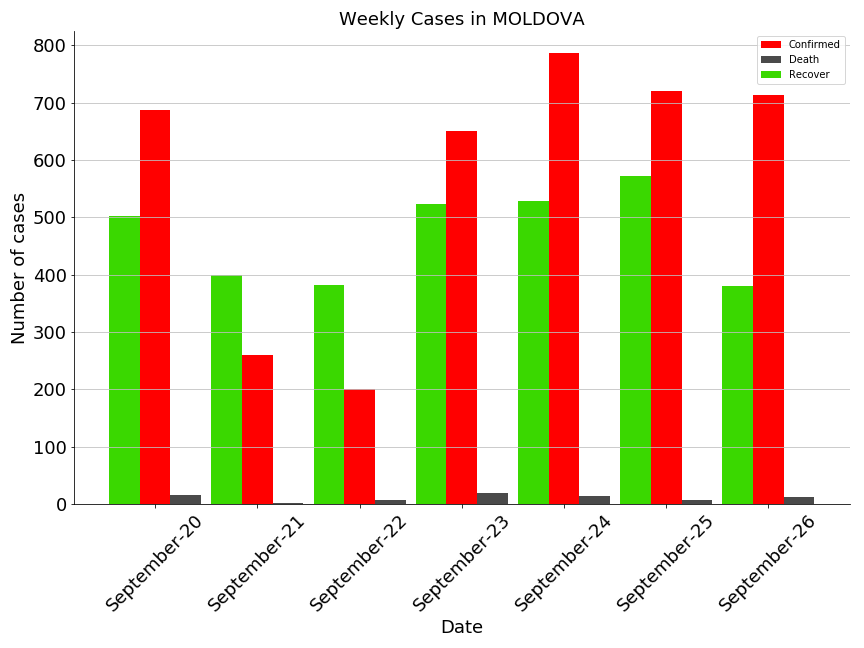 Weekly Cases in MOLDOVA
Confirmed
Death
Recover
Number of cases
800
700
600
500
400
300
200
100
0
September-20
September-21
September-22
September-23
September-24
September-25
September-26
Date